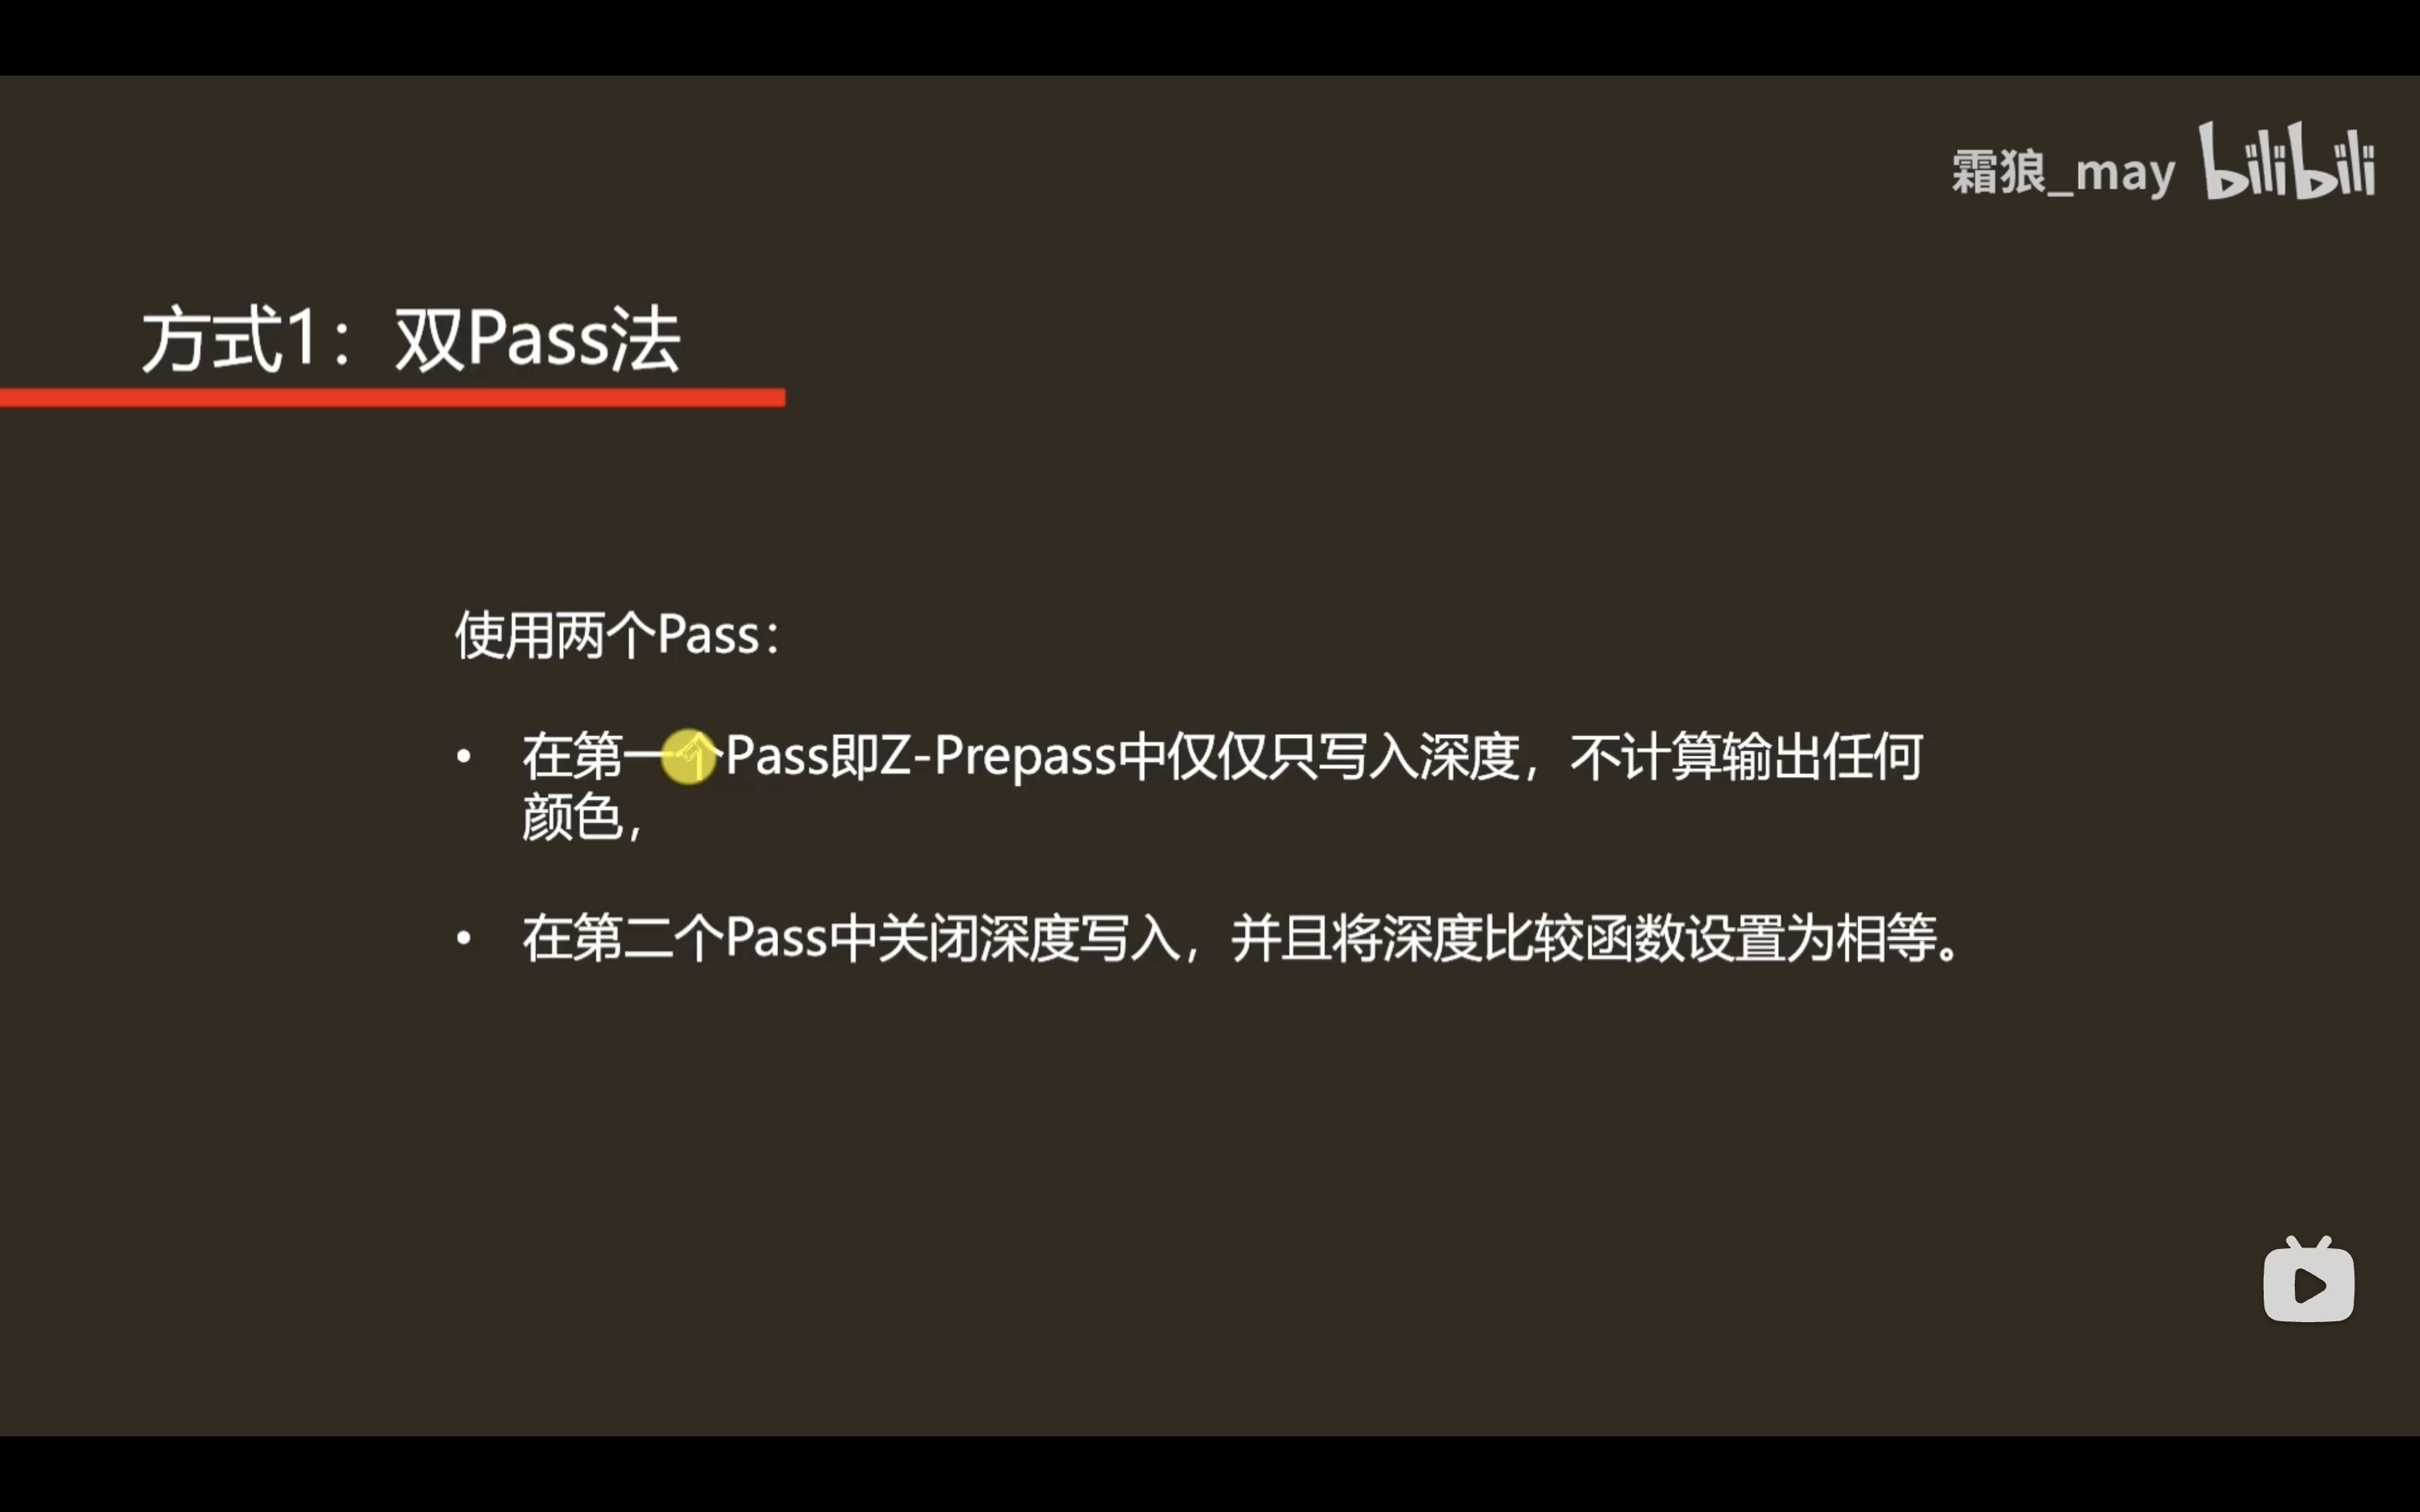 霜狼_may bilibili
方式1：双Pass法
使用两个Pass：
• 在第一个Pass即Z-Prepass中仅仅只写入深度，不计算输出任何
颜色，
• 在第二个Pass中关闭深度写入，并且将深度比较函数设置为相等。